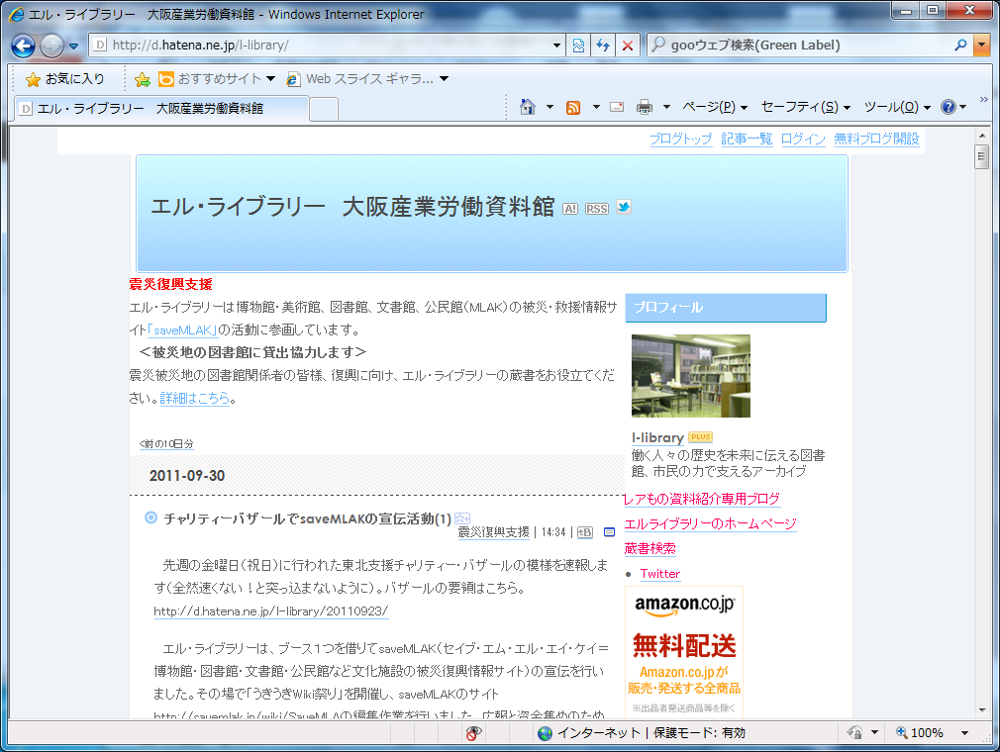 エル・ライブラリー　大阪産業労働資料館 - Windows Internet Explorer
http://d.hatena.ne.jp/l-library/
gooウェブ検索(Green Label)
お気に入り
おすすめサイト
Web スライス ギャラ...
エル・ライブラリー　大阪産業労働資料館
ページ(P)
セーフティ(S)
ツール(O)
ブログトップ 記事一覧 ログイン 無料ブログ開設
エル・ライブラリー　大阪産業労働資料館
A! RSS
震災復興支援
エル・ライブラリーは博物館・美術館、図書館、文書館、公民館（MLAK）の被災・救援情報サ
イト「saveMLAK」の活動に参画しています。
＜被災地の図書館に貸出協力します＞
震災被災地の図書館関係者の皆様、復興に向け、エル・ライブラリーの蔵書をお役立てくだ
さい。詳細はこちら。
<前の10日分
2011-09-30
チャリティーバザールでsaveMLAKの宣伝活動(1)
震災復興支援 | 14:34 |
先週の金曜日（祝日）に行われた東北支援チャリティー・バザールの模様を速報しま
す（全然速くない！と突っ込まないように）。バザールの要領はこちら。
http://d.hatena.ne.jp/l-library/20110923/
エル・ライブラリーは、ブース１つを借りてsaveMLAK（セイブ・エム・エル・エイ・ケイ＝
博物館・図書館・文書館・公民館など文化施設の被災復興情報サイト）の宣伝を行い
ました。その場で「うきうきWiki祭り」を開催し、saveMLAKのサイト
http://savemlak.jp/wiki/SaveMLAの編集作業を行いました。広報と資金集めのため
プロフィール
l-library PLUS
働く人々の歴史を未来に伝える図書
館、市民の力で支えるアーカイブ
レアもの資料紹介専用ブログ
エルライブラリーのホームページ
蔵書検索
Twitter
amazon.co.jp
無料配送
Amazon.co.jpが
販売・発送する全商品
※出品者発送商品等を除く
インターネット | 保護モード: 有効
100%